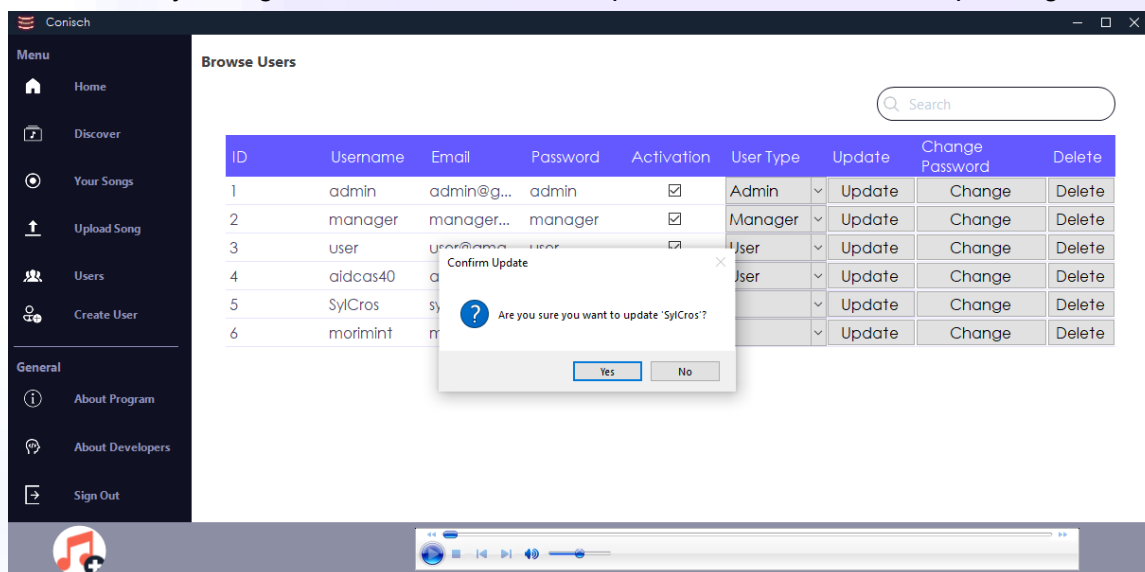 Conisch
Menu
Home
Discover
Your Songs
Upload Song
Users
Create User
General
About Program
About Developers
Sign Out
Browse Users
Search
ID Username Email Password Activation User Type Update Change Password Delete
1 admin admin@g... admin Admin Update Change Delete
2 manager manager... manager Manager Update Change Delete
3 user user@gma... user User Update Change Delete
4 aidcas40 User Update Change Delete
5 SylCros Update Change Delete
6 morimint Update Change Delete
Confirm Update
Are you sure you want to update 'SylCros'?
Yes No